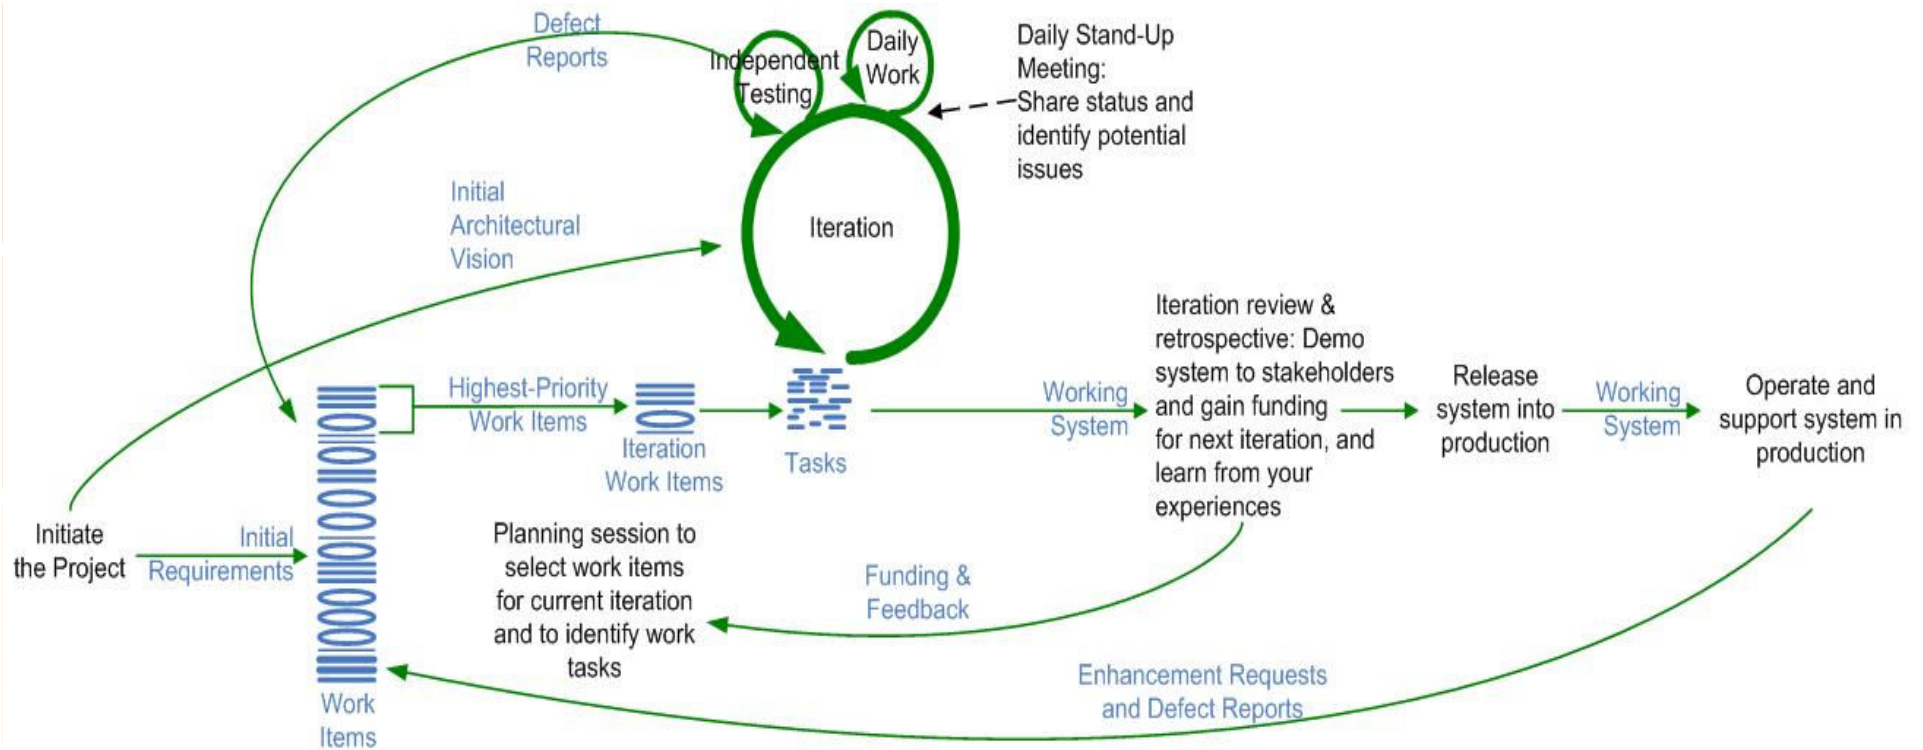 Defect
Reports
Independent
Testing
Daily
Work
Daily Stand-Up
Meeting:
Share status and
identify potential
issues
Initial
Architectural
Vision
Iteration
Iteration review &
retrospective: Demo
system to stakeholders
and gain funding
for next iteration, and
learn from your
experiences
Highest-Priority
Work Items
Iteration
Work Items
Tasks
Working
System
Release
system into
production
Working
System
Operate and
support system in
production
Initiate
the Project
Initial
Requirements
Planning session to
select work items
for current iteration
and to identify work
tasks
Funding &
Feedback
Enhancement Requests
and Defect Reports
Work
Items